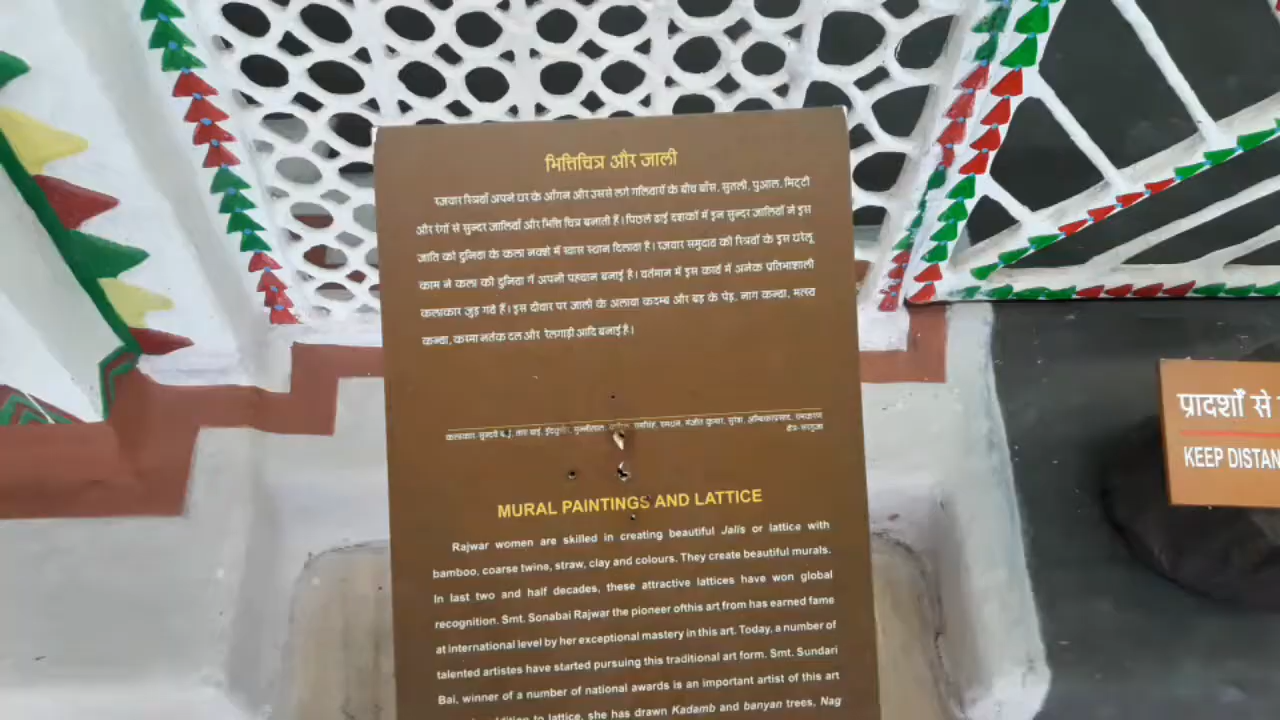 भित्तिचित्र और जाली
रजवार स्त्रियाँ अपने घर के आँगन और उससे लगे गलियारों के बीच बाँस, सुतली, पुआल, मिट्टी
और रंगों से सुन्दर जालियाँ और भित्ति चित्र बनाती हैं। पिछले ढाई दशकों में इन सुन्दर जालियों ने इस
जाति को दुनिया के कला नक्शे में खास स्थान दिलाया है। रजवार समुदाय की स्त्रियों के इस घरेलू
काम ने कला की दुनिया में अपनी पहचान बनाई है। वर्तमान में इस कार्य में अनेक प्रतिभाशाली
कलाकार जुड़ गये हैं। इस दीवार पर जाली के अलावा कदम्ब और बड़ के पेड़, नाग कन्या, मत्स्य
कन्या, करमा नर्तक दल और रेलगाड़ी आदि बनाई है।
कलाकार-सुन्दरी बाई,
क्षेत्र-सरगुजा
MURAL PAINTINGS AND LATTICE
Rajwar women are skilled in creating beautiful Jalis or lattice with
bamboo, coarse twine, straw, clay and colours. They create beautiful murals.
In last two and half decades, these attractive lattices have won global
recognition. Smt. Sonabai Rajwar the pioneer ofthis art from has earned fame
at international level by her exceptional mastery in this art. Today, a number of
talented artistes have started pursuing this traditional art form. Smt. Sundari
Bai, winner of a number of national awards is an important artist of this art
addition to lattice, she has drawn Kadamb and banyan trees, Nag
प्रादर्शों से
KEEP DISTAN